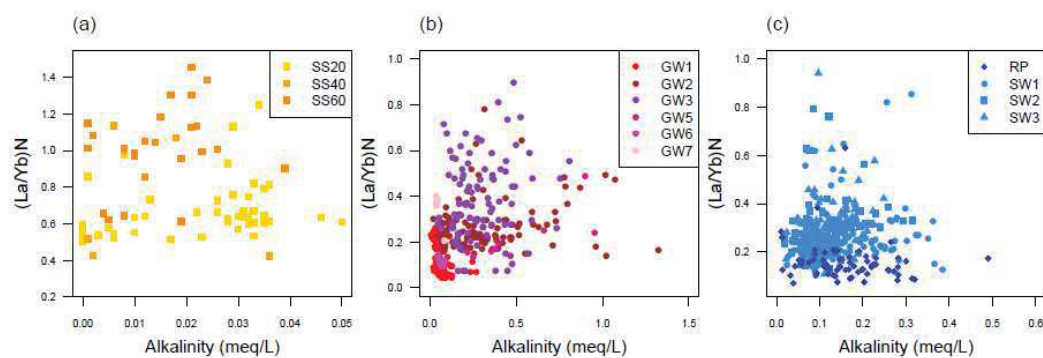 (a)
(La/Yb)N
1.4
1.2
1.0
0.8
0.6
0.4
0.2
SS20
SS40
SS60
0.00 0.01 0.02 0.03 0.04 0.05
Alkalinity (meq/L)
(b)
(La/Yb)N
1.0
0.8
0.6
0.4
0.2
0.0
GW1
GW2
GW3
GW5
GW6
GW7
0.0 0.5 1.0 1.5
Alkalinity (meq/L)
(c)
(La/Yb)N
1.0
0.8
0.6
0.4
0.2
RP
SW1
SW2
SW3
0.0 0.1 0.2 0.3 0.4 0.5 0.6
Alkalinity (meq/L)